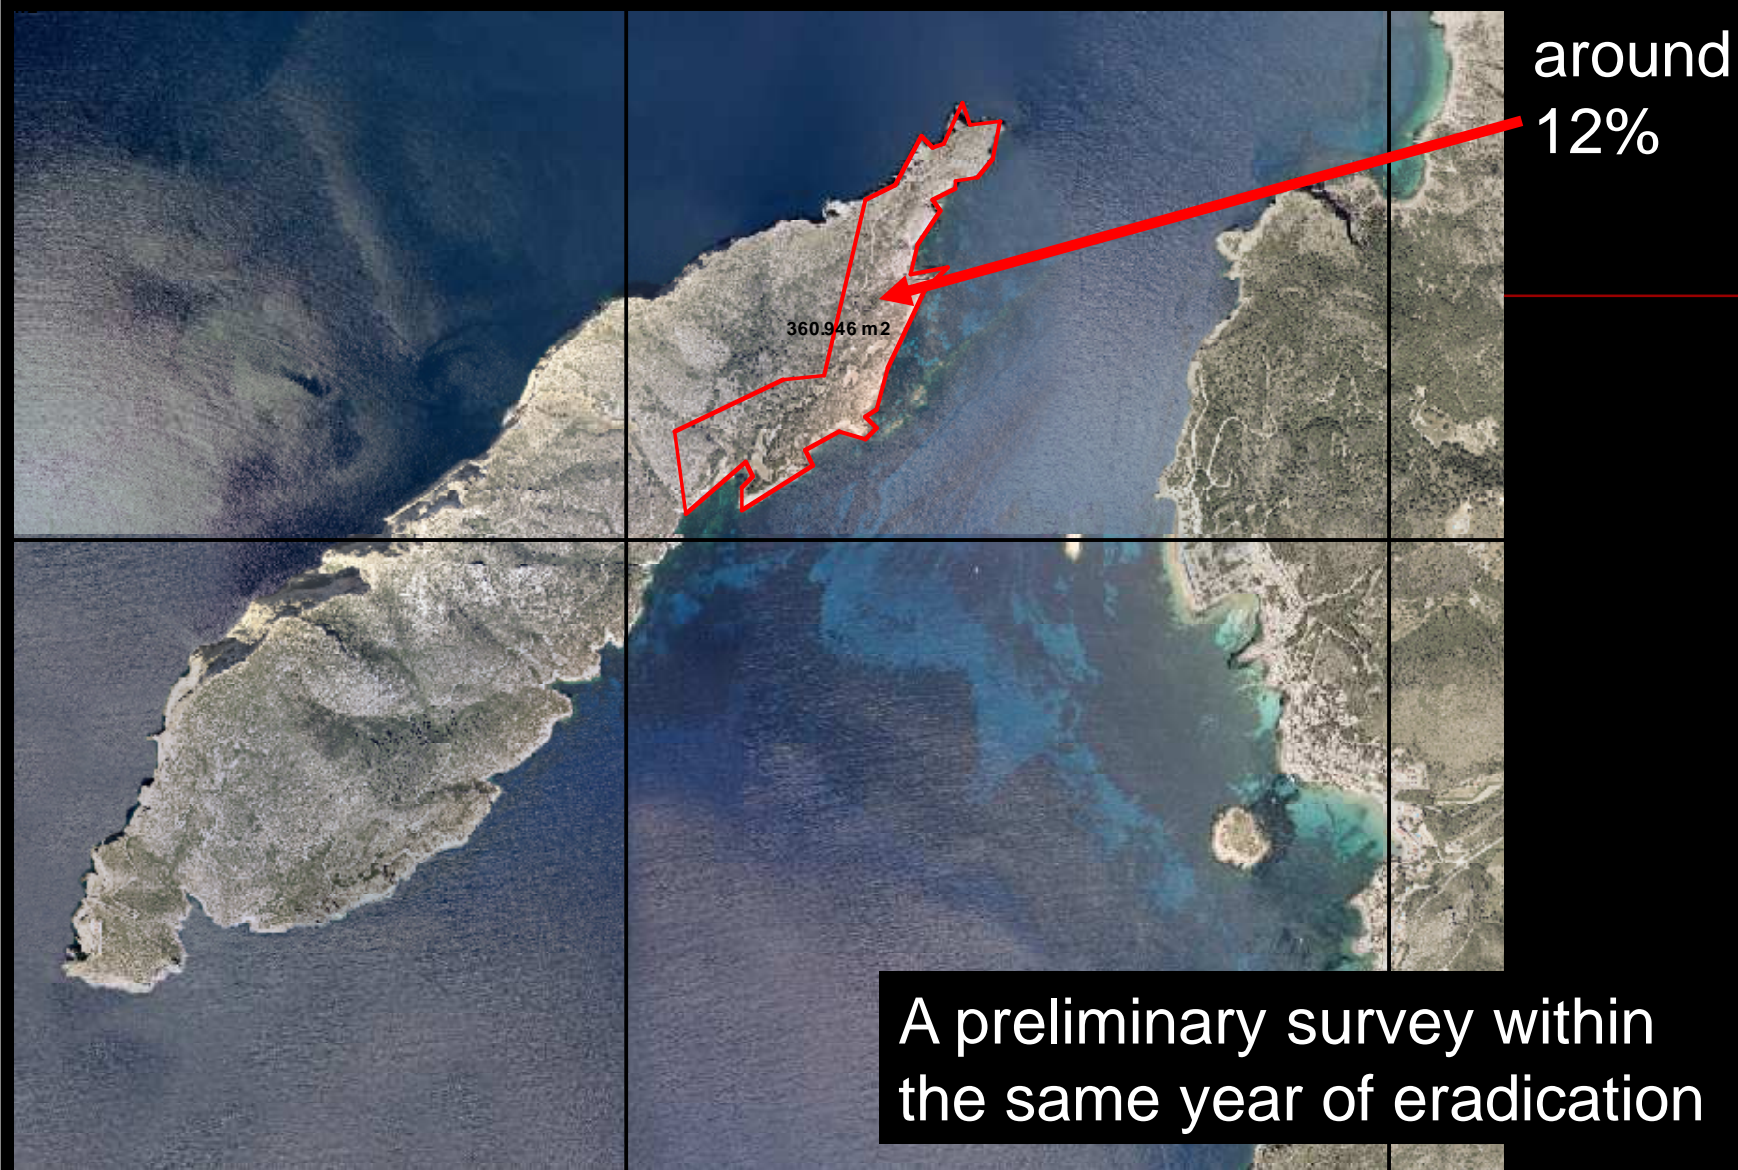 around
12%
360.946 m2
A preliminary survey within
the same year of eradication